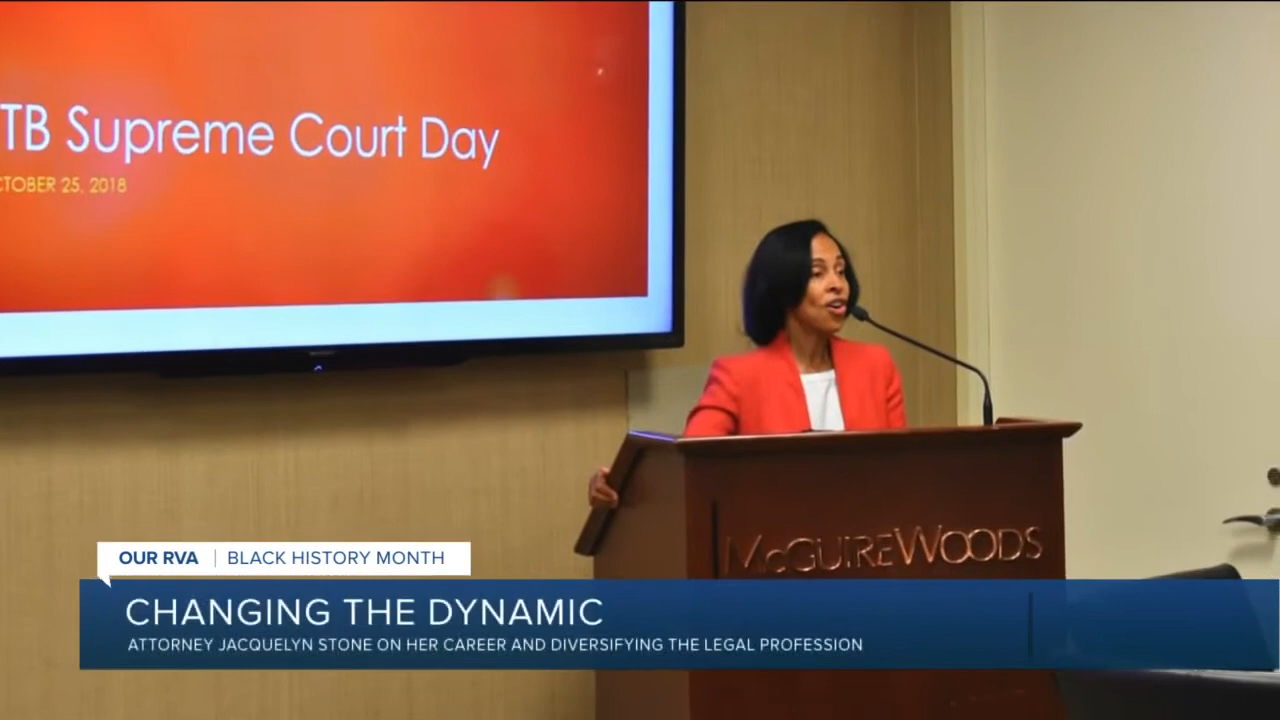 TB Supreme Court Day
CTOBER 25, 2018
McGUIREWOODS
OUR RVA | BLACK HISTORY MONTH
CHANGING THE DYNAMIC
ATTORNEY JACQUELYN STONE ON HER CAREER AND DIVERSIFYING THE LEGAL PROFESSION